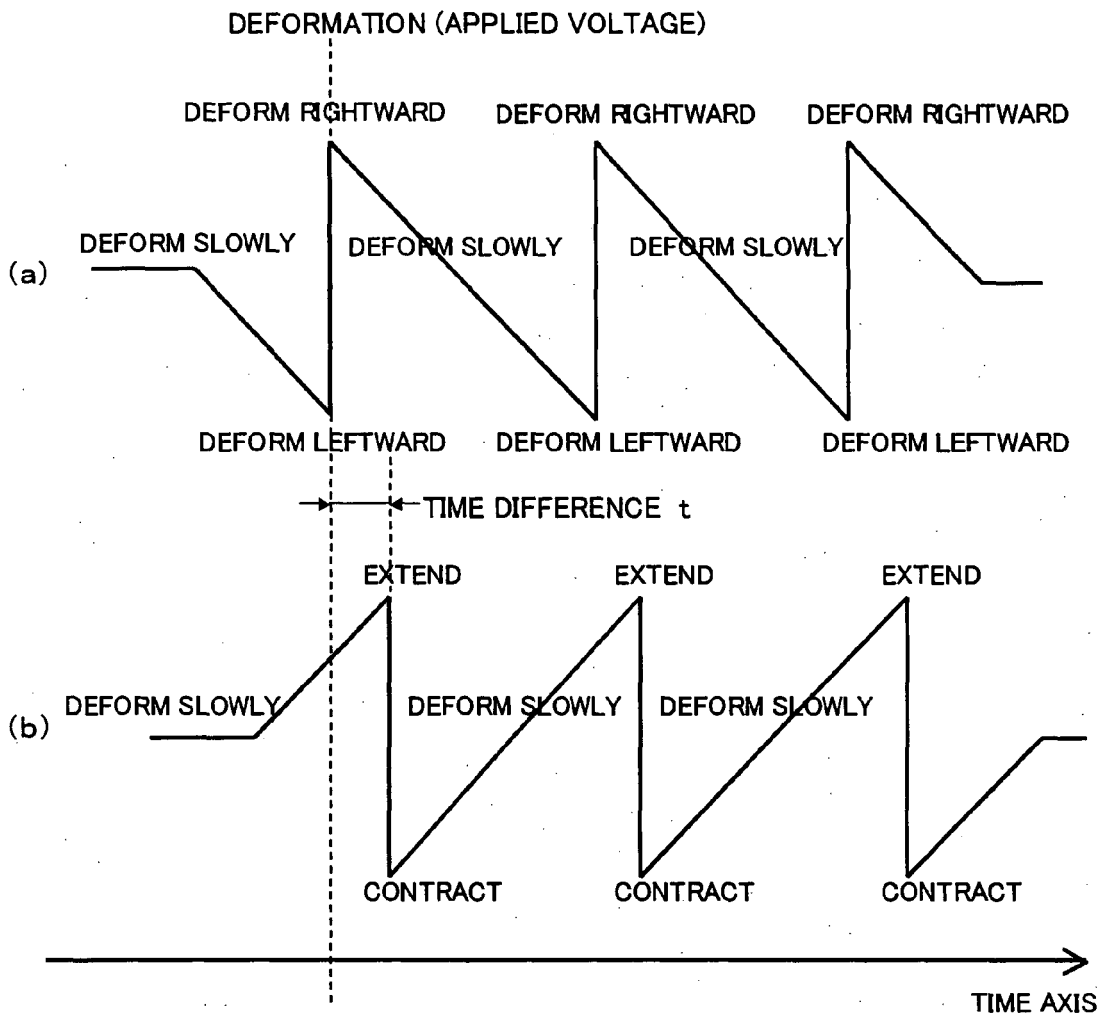 DEFORMATION (APPLIED VOLTAGE)
DEFORM RIGHTWARD DEFORM RIGHTWARD DEFORM RIGHTWARD
DEFORM SLOWLY DEFORM SLOWLY DEFORM SLOWLY
(a)
DEFORM LEFTWARD DEFORM LEFTWARD DEFORM LEFTWARD
TIME DIFFERENCE t
EXTEND EXTEND EXTEND
DEFORM SLOWLY DEFORM SLOWLY DEFORM SLOWLY
(b)
CONTRACT CONTRACT CONTRACT
TIME AXIS